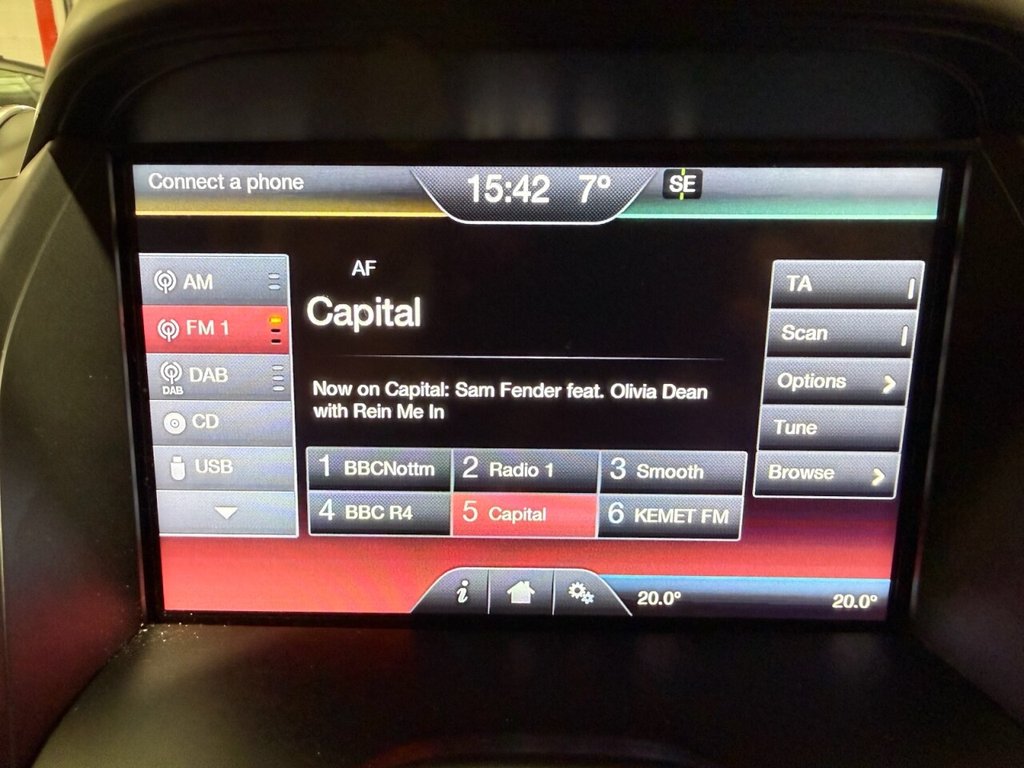 Connect a phone
15:42 7°
SE
AM
FM 1
DAB
DAB
CD
USB
AF
Capital
Now on Capital: Sam Fender feat. Olivia Dean
with Rein Me In
1 BBCNottm 2 Radio 1 3 Smooth
4 BBC R4 5 Capital 6 KEMET FM
TA
Scan
Options
Tune
Browse
i
20.0° 20.0°